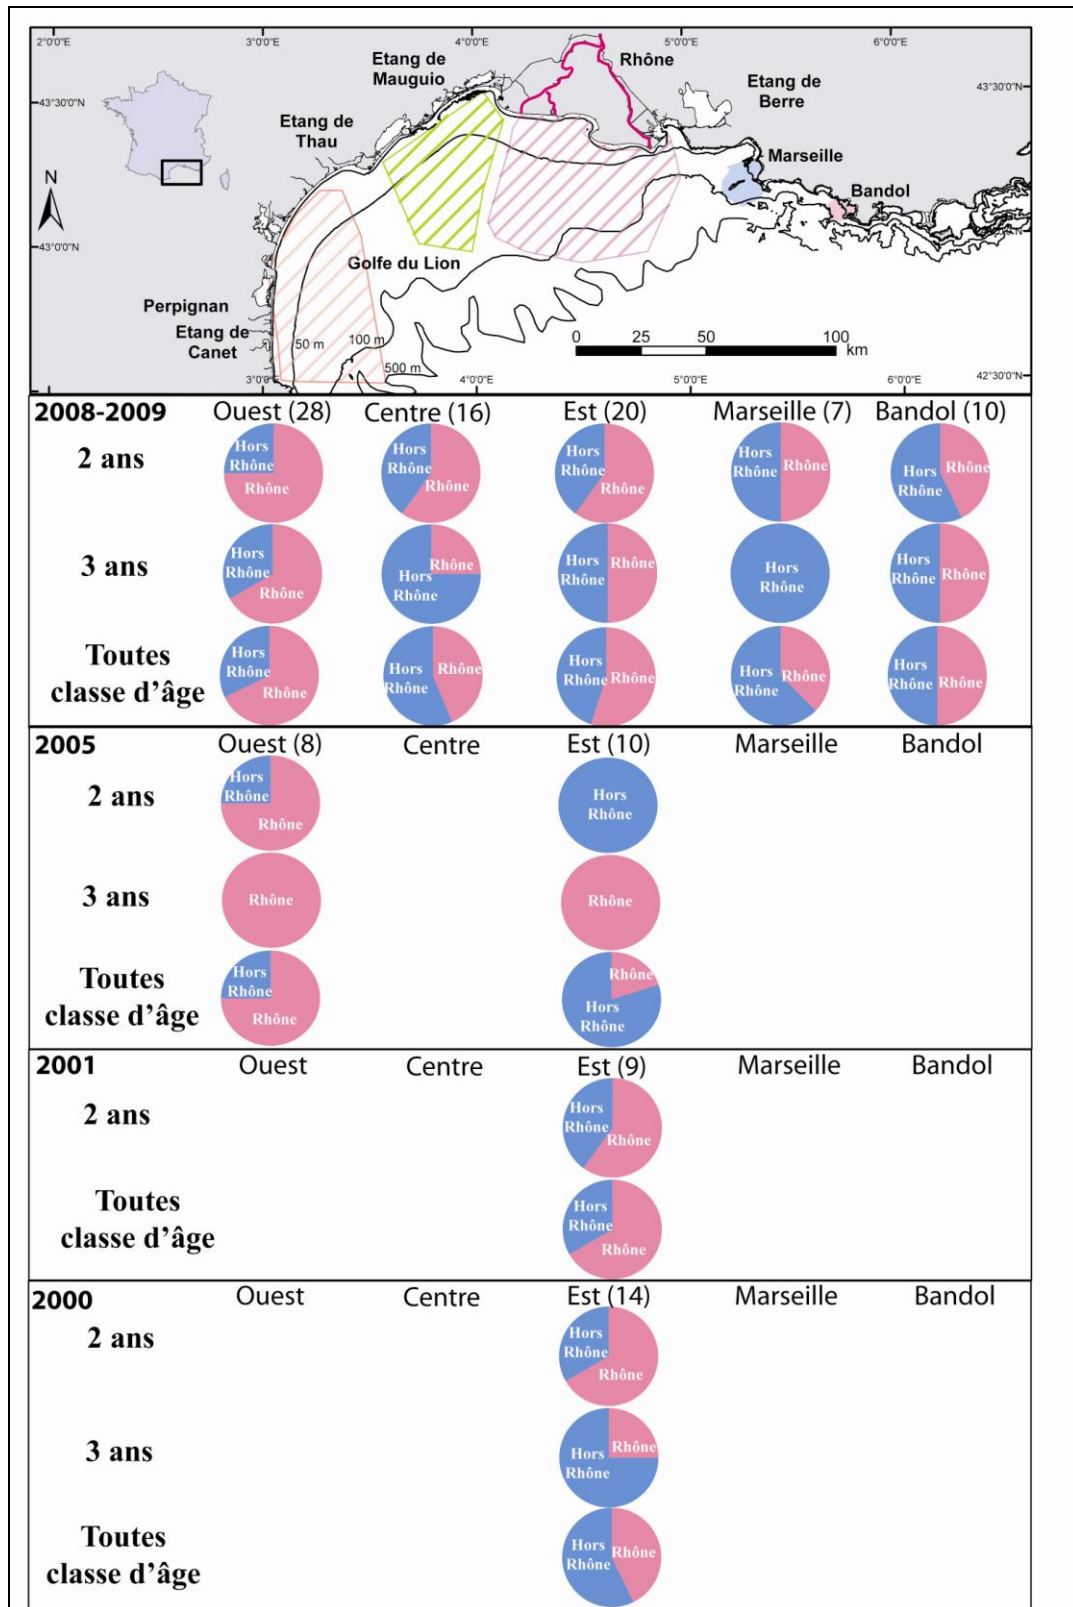 2°0'0"E 3°0'0"E 4°0'0"E 5°0'0"E 6°0'0"E
Etang de
Mauguio
Rhône
Etang de
Berre
43°30'0"N
43°30'0"N
Etang de
Thau
Marseille
N
Bandol
43°0'0"N
Golfe du Lion
Perpignan
Etang de
Canet
50 m
100 m
500 m
0 25 50 100
km
42°30'0"N
4°0'0"E 5°0'0"E 6°0'0"E
2008-2009 Ouest (28) Centre (16) Est (20) Marseille (7) Bandol (10)
2 ans
Hors
Rhône
Rhône
Hors
Rhône
Rhône
Hors
Rhône
Rhône
Hors
Rhône
Rhône
Hors
Rhône
Rhône
3 ans
Hors
Rhône
Rhône
Rhône
Hors
Rhône
Hors
Rhône
Rhône
Hors
Rhône
Hors
Rhône
Rhône
Toutes
classe d'âge
Hors
Rhône
Rhône
Hors
Rhône
Rhône
Hors
Rhône
Rhône
Hors
Rhône
Rhône
Hors
Rhône
Rhône
2005 Ouest (8) Centre Est (10) Marseille Bandol
2 ans
Hors
Rhône
Rhône
Hors
Rhône
3 ans
Rhône
Rhône
Toutes
classe d'âge
Hors
Rhône
Rhône
Rhône
Hors
Rhône
2001 Ouest Centre Est (9) Marseille Bandol
2 ans
Hors
Rhône
Rhône
Toutes
classe d'âge
Hors
Rhône
Rhône
2000 Ouest Centre Est (14) Marseille Bandol
2 ans
Hors
Rhône
Rhône
3 ans
Rhône
Hors
Rhône
Toutes
classe d'âge
Hors
Rhône
Rhône